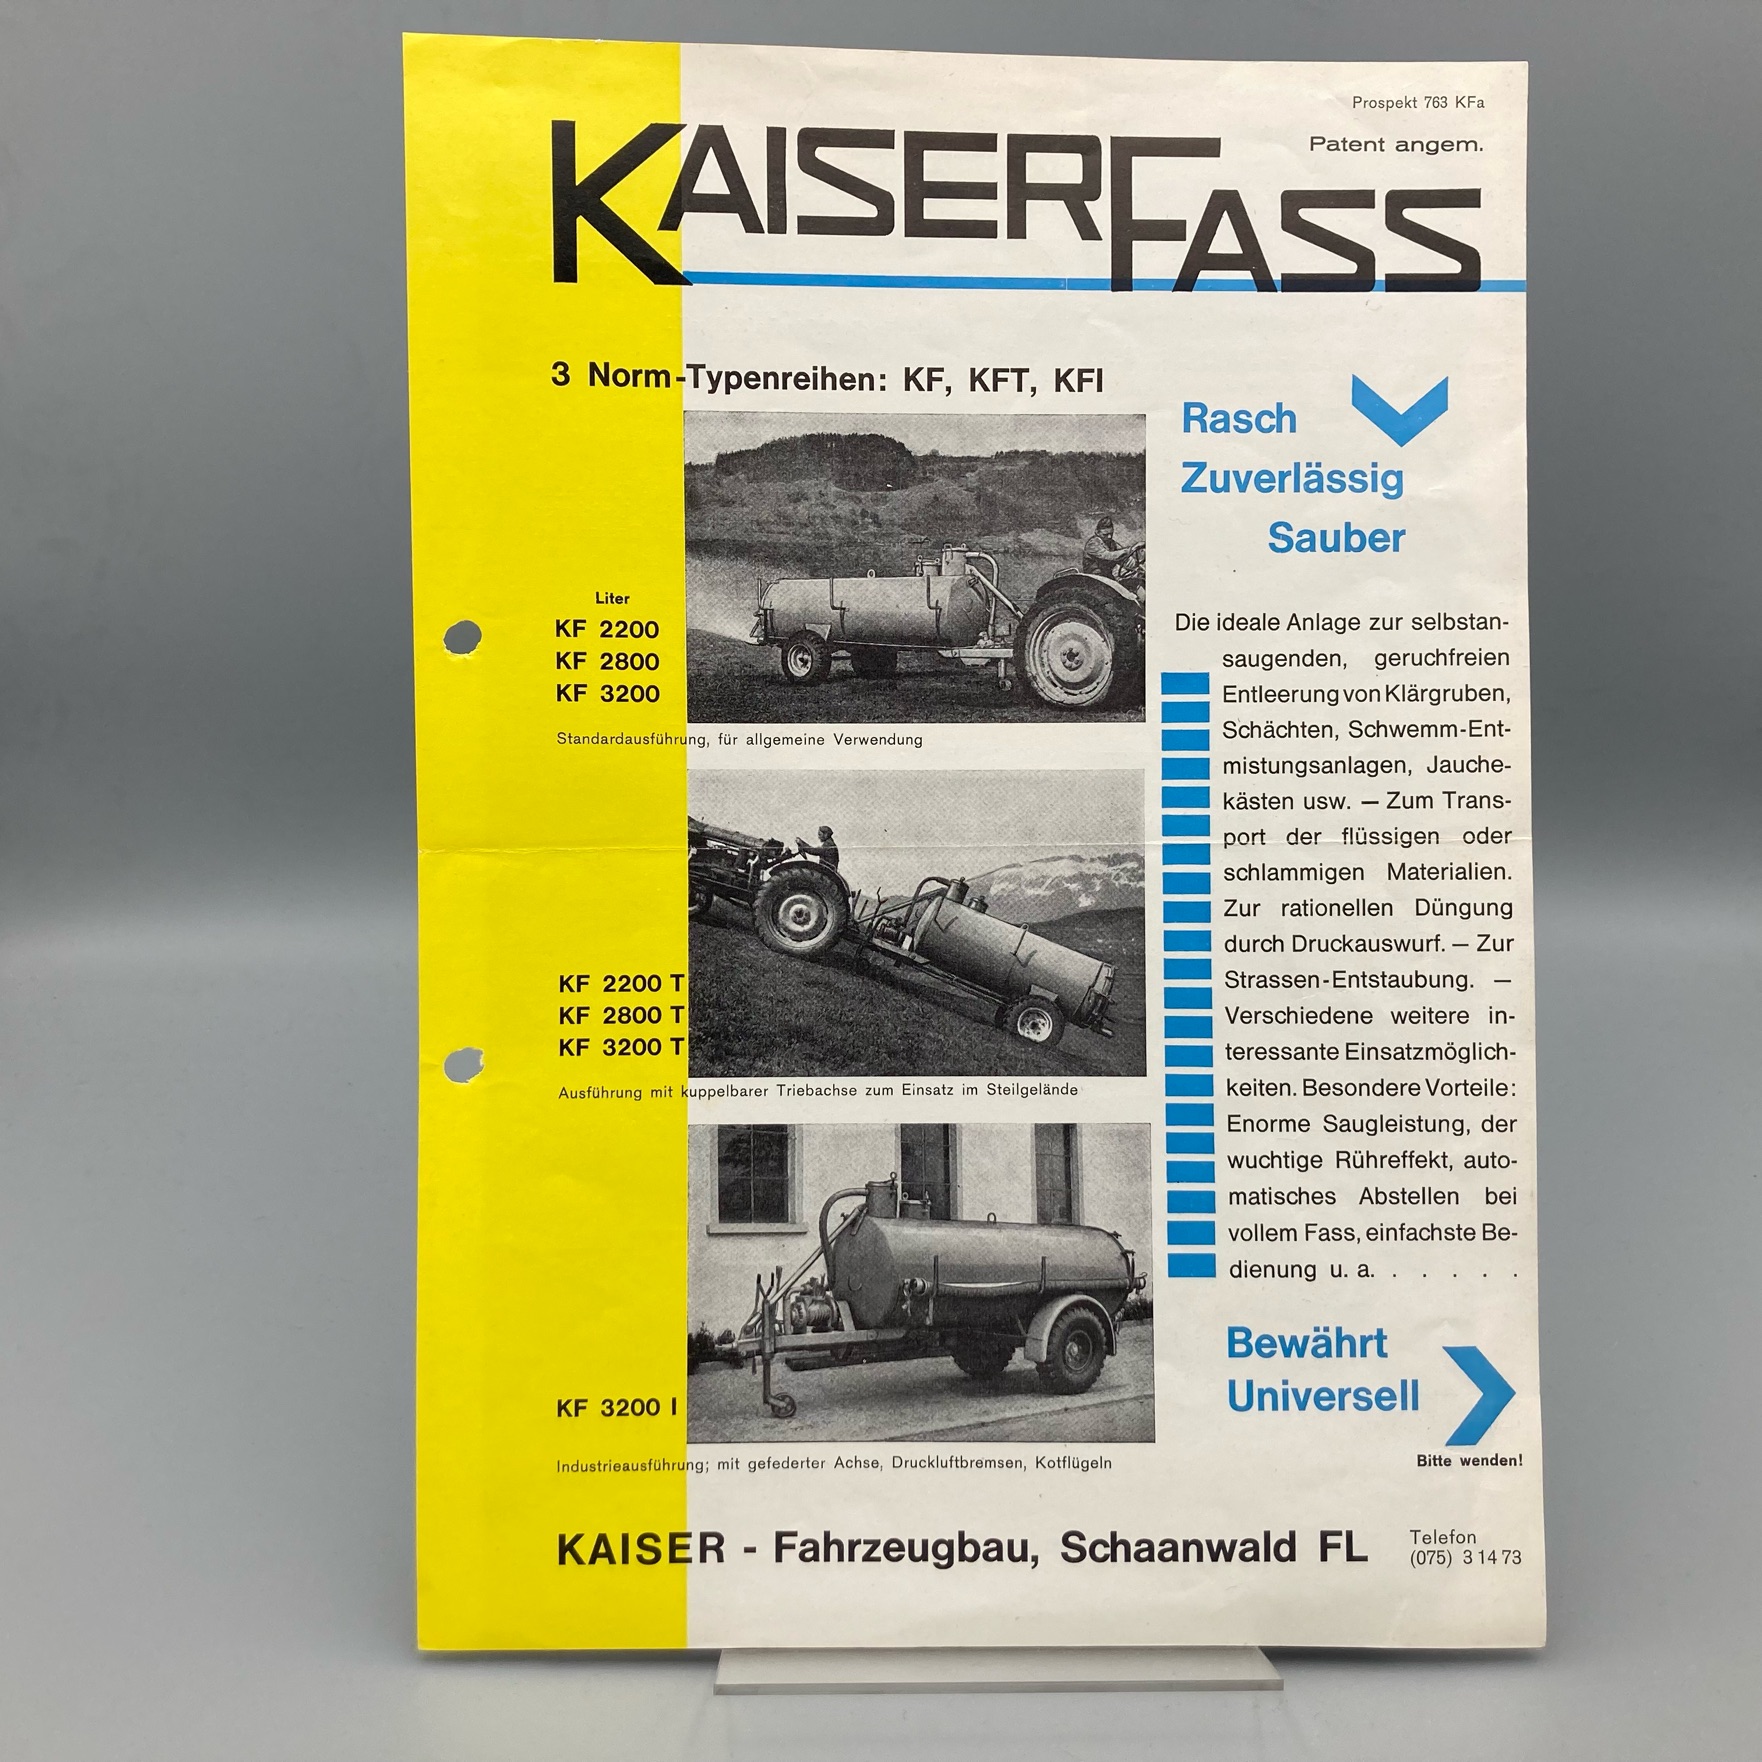 Prospekt 763 KFa
Patent angem.
KAISERFASS
3 Norm-Typenreihen: KF, KFT, KFI
Liter
KF 2200
KF 2800
KF 3200
Standardausführung, für allgemeine Verwendung
KF 2200 T
KF 2800 T
KF 3200 T
Ausführung mit kuppelbarer Triebachse zum Einsatz im Steilgelände
KF 3200 I
Industrieausführung; mit gefederter Achse, Druckluftbremsen, Kotflügeln
Rasch
Zuverlässig
Sauber
Die ideale Anlage zur selbstan-
saugenden, geruchfreien
Entleerung von Klärgruben,
Schächten, Schwemm-Ent-
mistungsanlagen, Jauche-
kästen usw. — Zum Trans-
port der flüssigen oder
schlammigen Materialien.
Zur rationellen Düngung
durch Druckauswurf. — Zur
Strassen-Entstaubung. —
Verschiedene weitere in-
teressante Einsatzmöglich-
keiten. Besondere Vorteile:
Enorme Saugleistung, der
wuchtige Rühreffekt, auto-
matisches Abstellen bei
vollem Fass, einfachste Be-
dienung u. a. . . . . .
Bewährt
Universell
Bitte wenden!
KAISER - Fahrzeugbau, Schaanwald FL
Telefon
(075) 3 14 73